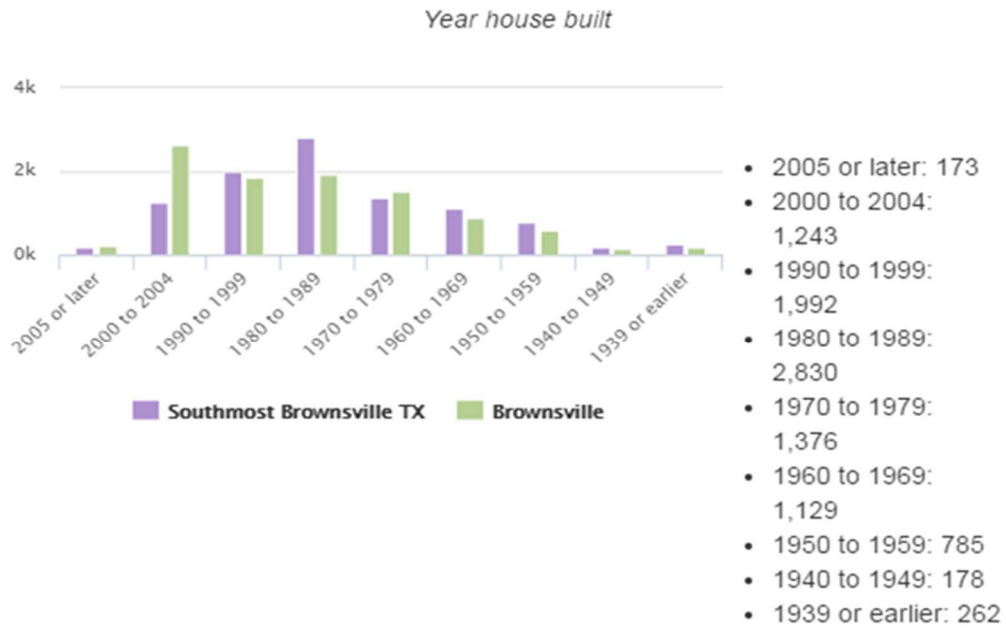 Year house built
4k
2k
0k
2005 or later
2000 to 2004
1990 to 1999
1980 to 1989
1970 to 1979
1960 to 1969
1950 to 1959
1940 to 1949
1939 or earlier
Southmost Brownsville TX
Brownsville
• 2005 or later: 173
• 2000 to 2004:
1,243
• 1990 to 1999:
1,992
• 1980 to 1989:
2,830
• 1970 to 1979:
1,376
• 1960 to 1969:
1,129
• 1950 to 1959: 785
• 1940 to 1949: 178
• 1939 or earlier: 262